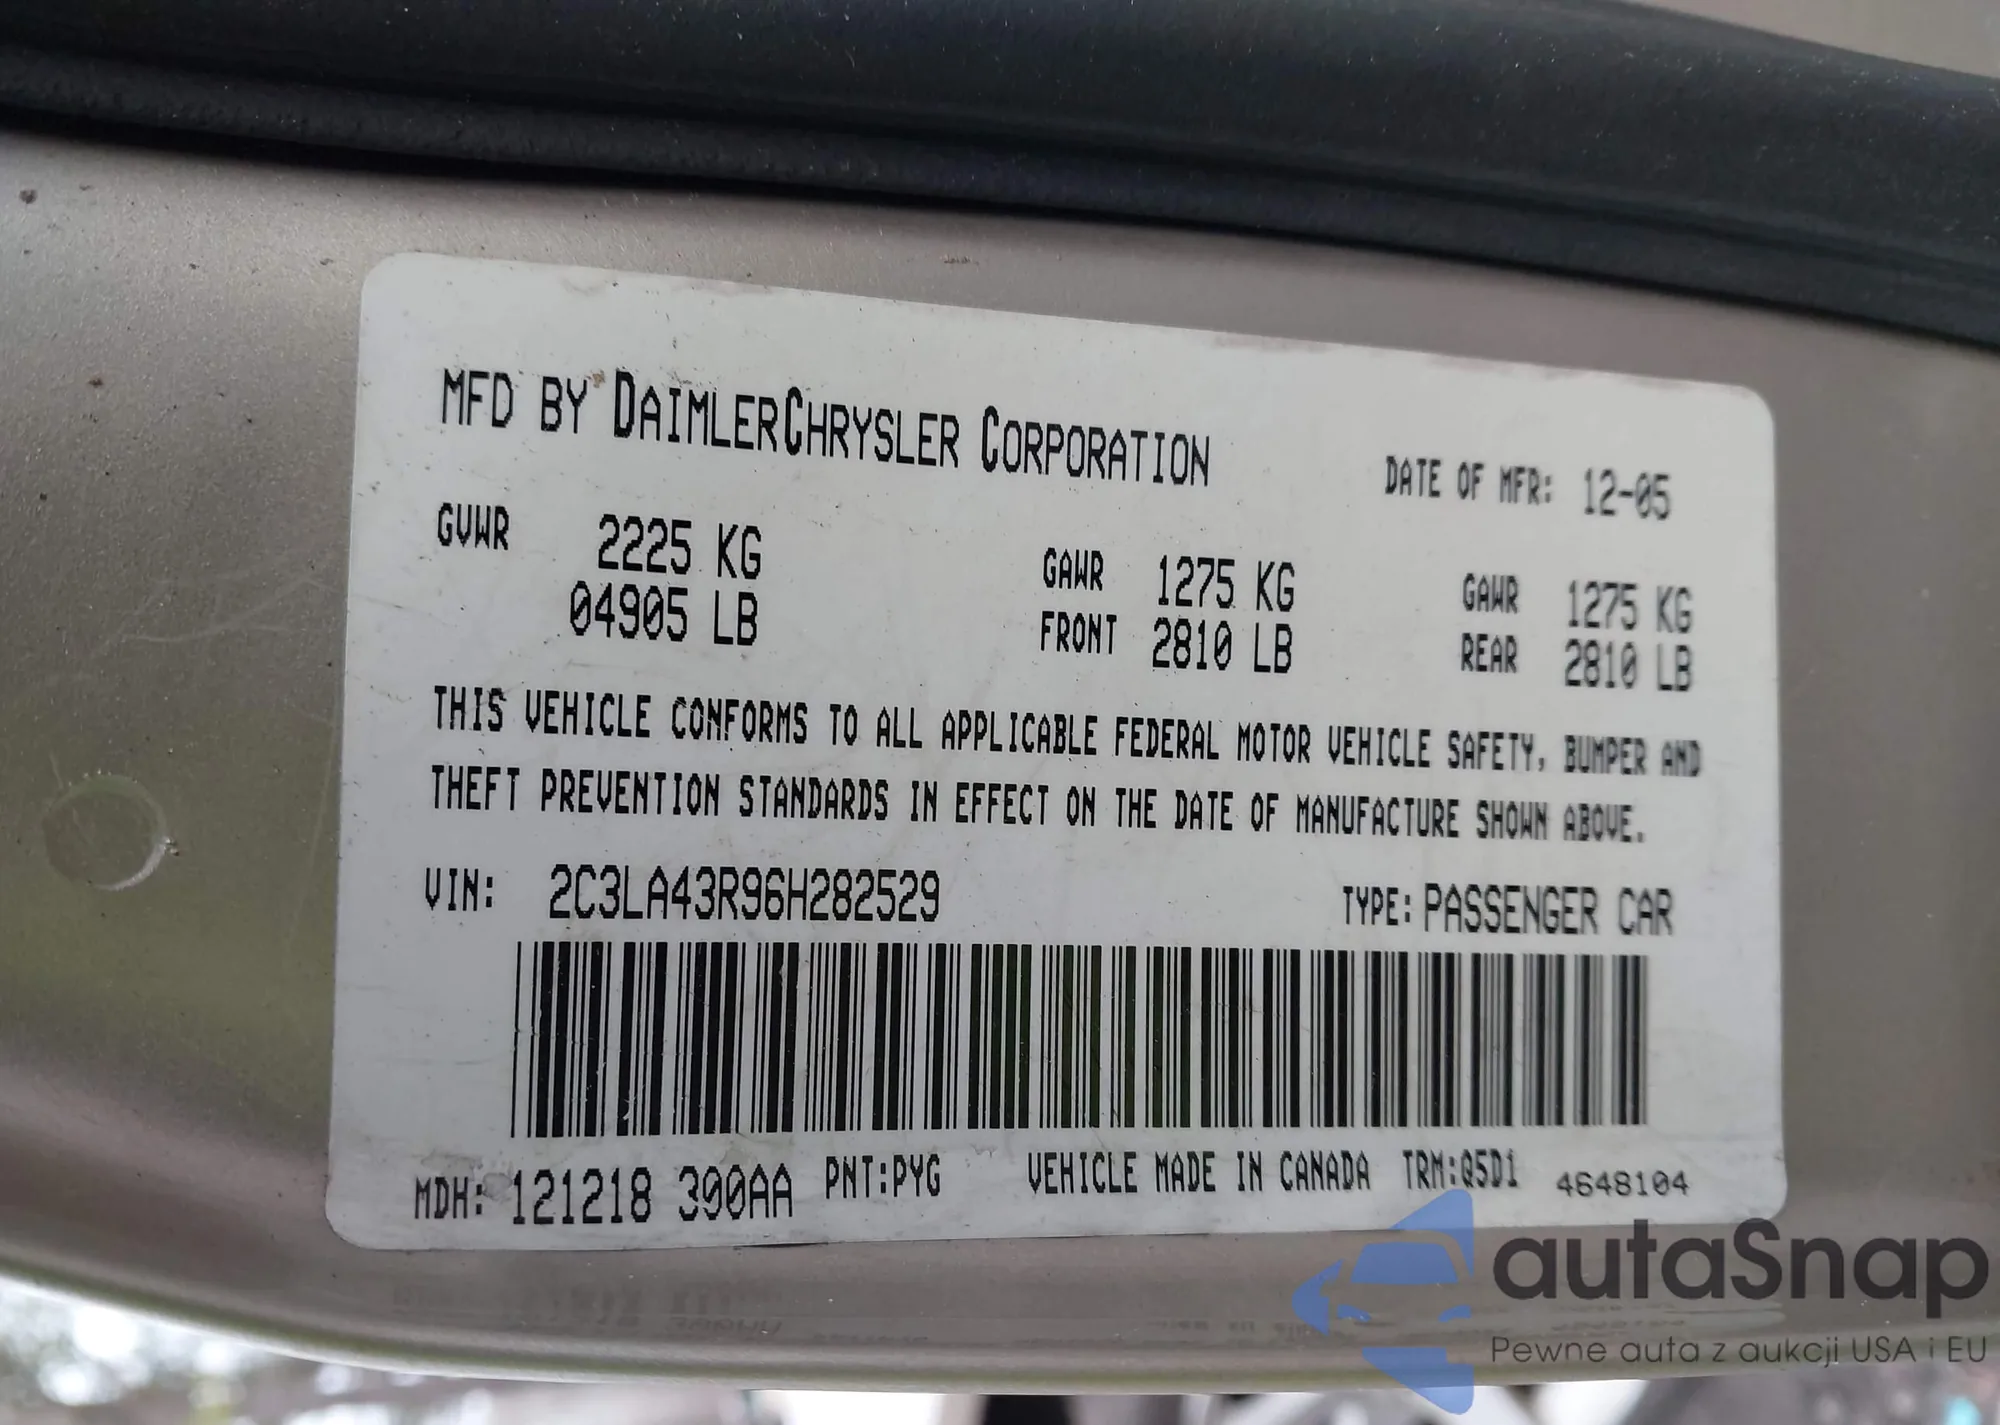 MFD BY DAIMLERCHRYSLER CORPORATION
DATE OF MFR: 12-05
GVWR 2225 KG
04905 LB
GAWR FRONT 1275 KG
2810 LB
GAWR REAR 1275 KG
2810 LB
THIS VEHICLE CONFORMS TO ALL APPLICABLE FEDERAL MOTOR VEHICLE SAFETY, BUMPER AND
THEFT PREVENTION STANDARDS IN EFFECT ON THE DATE OF MANUFACTURE SHOWN ABOVE.
VIN: 2C3LA43R96H282529
TYPE: PASSENGER CAR
MDH: 121218 390AA PNT:PYG VEHICLE MADE IN CANADA TRM:Q5D1 4648104
autaSnap
Pewne auta z aukcji USA i EU